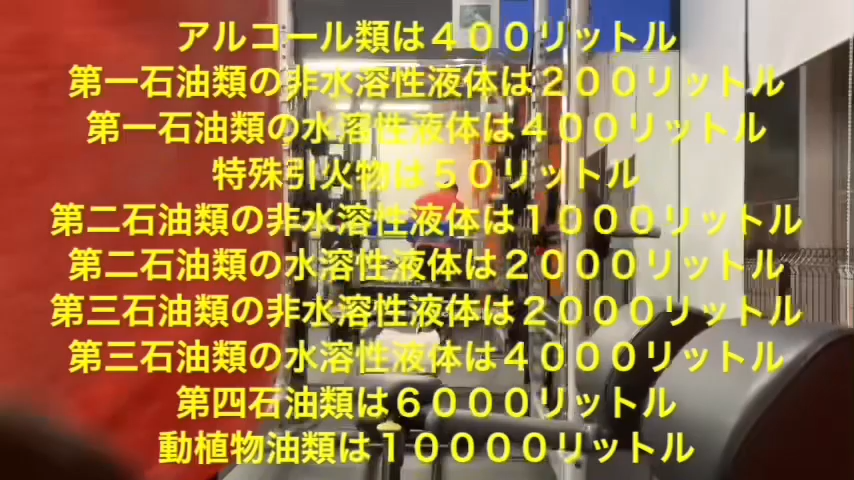 アルコール類は４００リットル
第一石油類の非水溶性液体は２００リットル
第一石油類の水溶性液体は４００リットル
特殊引火物は５０リットル
第二石油類の非水溶性液体は１０００リットル
第二石油類の水溶性液体は２０００リットル
第三石油類の非水溶性液体は２０００リットル
第三石油類の水溶性液体は４０００リットル
第四石油類は６０００リットル
動植物油類は１００００リットル